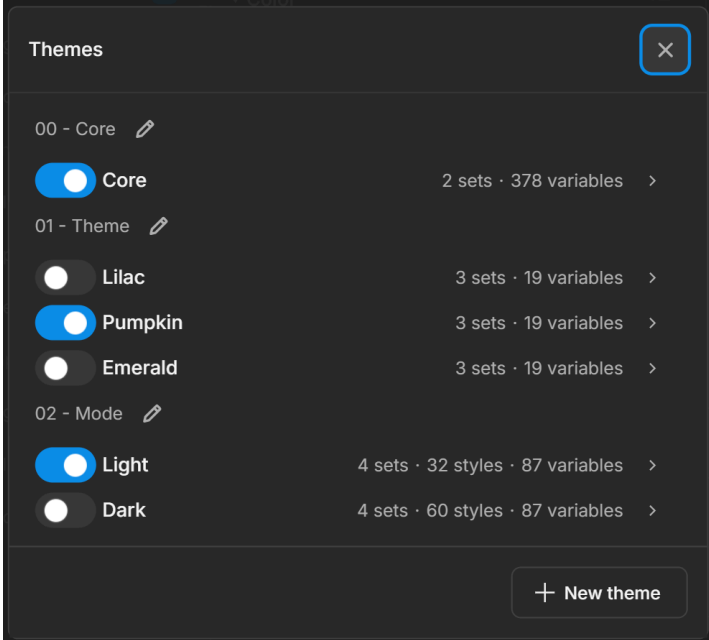 Themes
00 - Core
Core 2 sets · 378 variables
01 - Theme
Lilac 3 sets · 19 variables
Pumpkin 3 sets · 19 variables
Emerald 3 sets · 19 variables
02 - Mode
Light 4 sets · 32 styles · 87 variables
Dark 4 sets · 60 styles · 87 variables
New theme